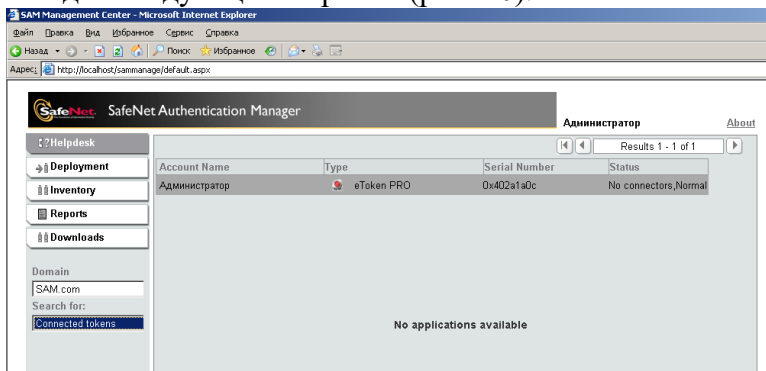 SAM Management Center - Microsoft Internet Explorer
Файл Правка Вид Избранное Сервис Справка
Назад Поиск Избранное
Адрес: http://localhost/sammanage/default.aspx
SafeNet. SafeNet Authentication Manager
Администратор About
?Helpdesk
Results 1 - 1 of 1
Deployment
Account Name Type Serial Number Status
Inventory
Администратор eToken PRO 0x402a1a0c No connectors,Normal
Reports
Downloads
Domain
SAM.com
Search for:
Connected tokens
No applications available